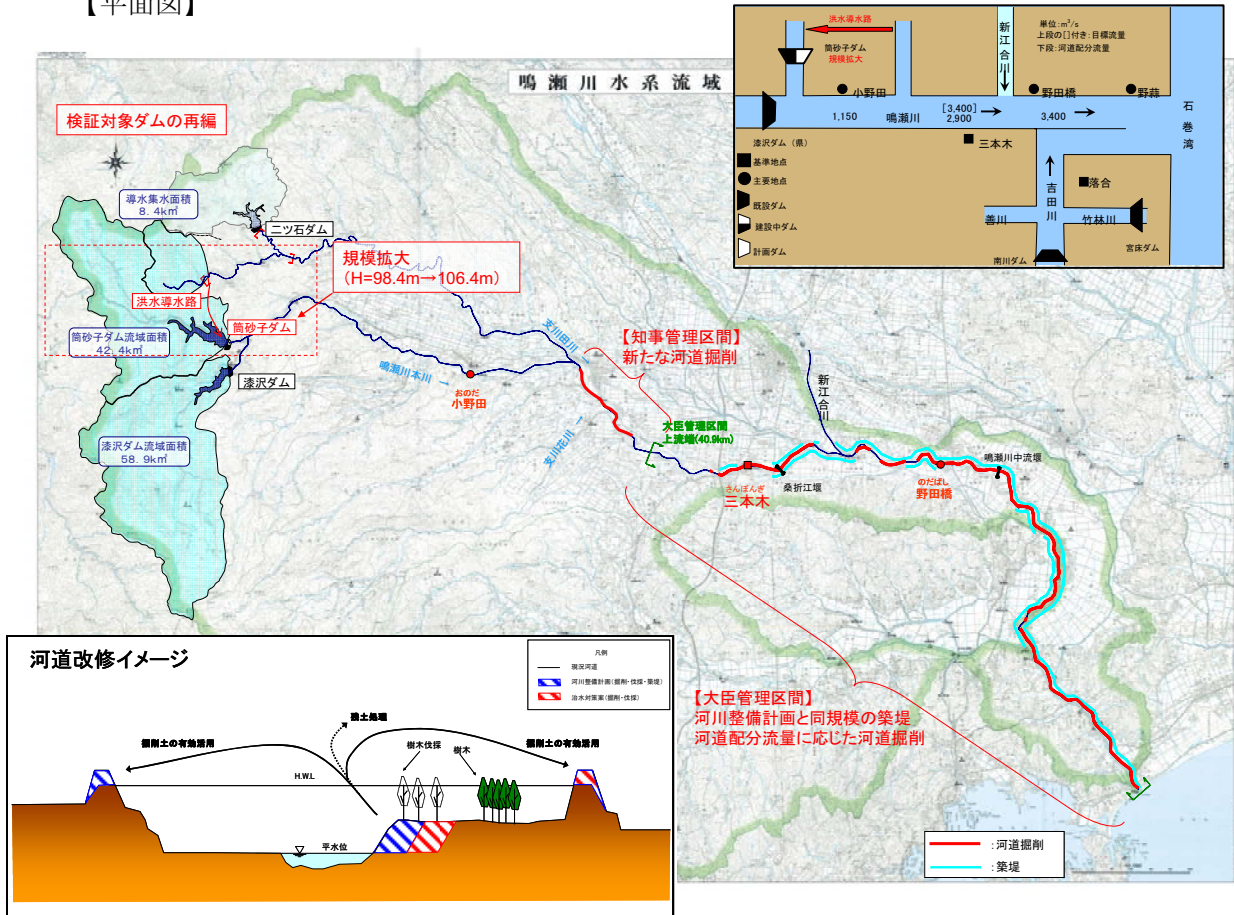 【平面図】
鳴瀬川水系流域
検証対象ダムの再編
導水集水面積
8.4k㎡
二ツ石ダム
規模拡大
(H=98.4m→106.4m)
洪水導水路
筒砂子ダム
筒砂子ダム流域面積
42.4k㎡
漆沢ダム
漆沢ダム流域面積
58.9k㎡
鳴瀬川本川 →
おのだ
小野田
支川田川 →
支川花川 →
【知事管理区間】
新たな河道掘削
大臣管理区間
上流端(40.9km)
新江合川
さんぼんぎ
三本木
桑折江堰
のだばし
野田橋
鳴瀬川中流堰
【大臣管理区間】
河川整備計画と同規模の築堤
河道配分流量に応じた河道掘削
:河道掘削
:築堤
洪水導水路
筒砂子ダム
規模拡大
新江合川
単位:m³/s
上段の[]付き:目標流量
下段:河道配分流量
小野田
野田橋
野蒜
1,150
鳴瀬川
[3,400]
2,900
3,400
石巻湾
漆沢ダム(県)
三本木
基準地点
主要地点
既設ダム
建設中ダム
計画ダム
吉田川
落合
善川
竹林川
南川ダム
宮床ダム
河道改修イメージ
凡例
現況河道
河川整備計画(掘削・伐採・築堤)
治水対策案(掘削・伐採)
残土処理
掘削土の有効活用
樹木伐採
樹木
掘削土の有効活用
H.W.L
平水位